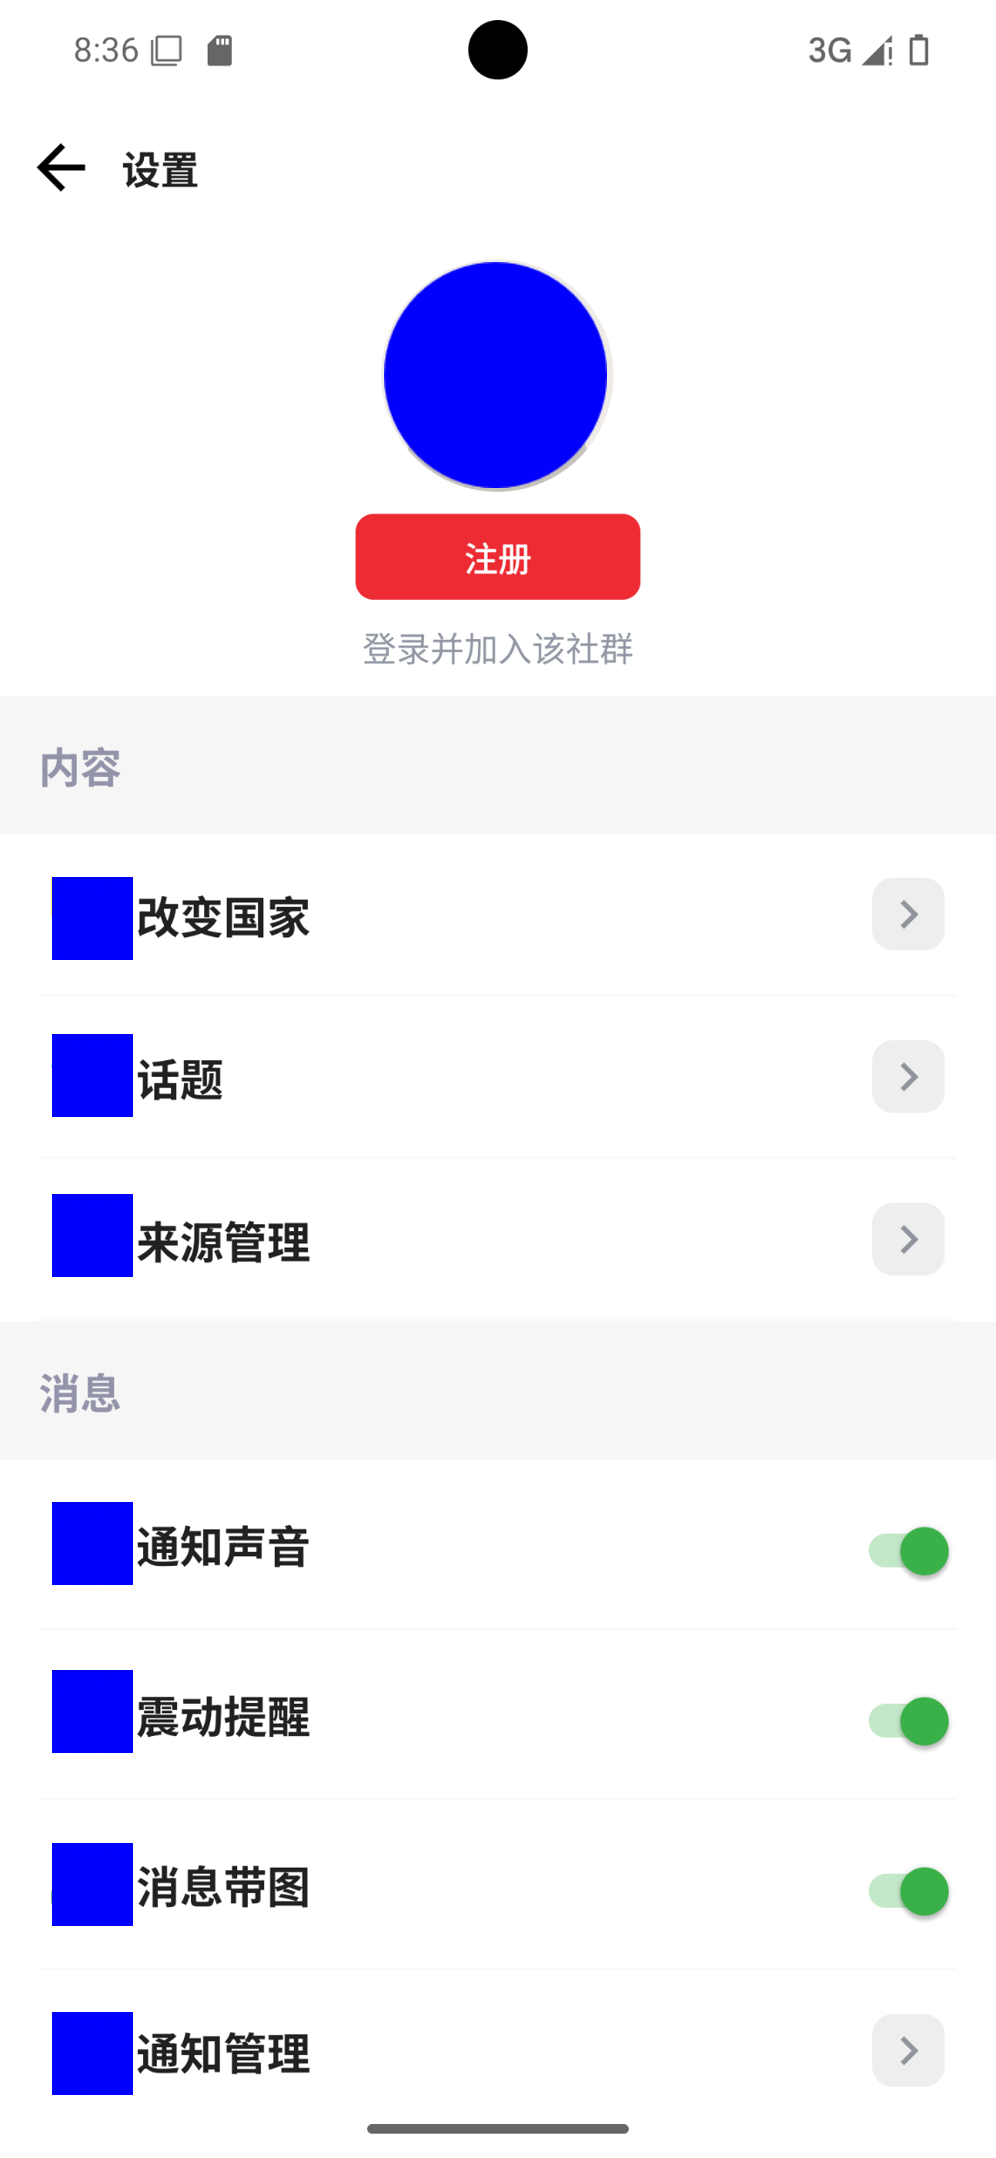 8:36
3G
设置
注册
登录并加入该社群
内容
改变国家
话题
来源管理
消息
通知声音
震动提醒
消息带图
通知管理